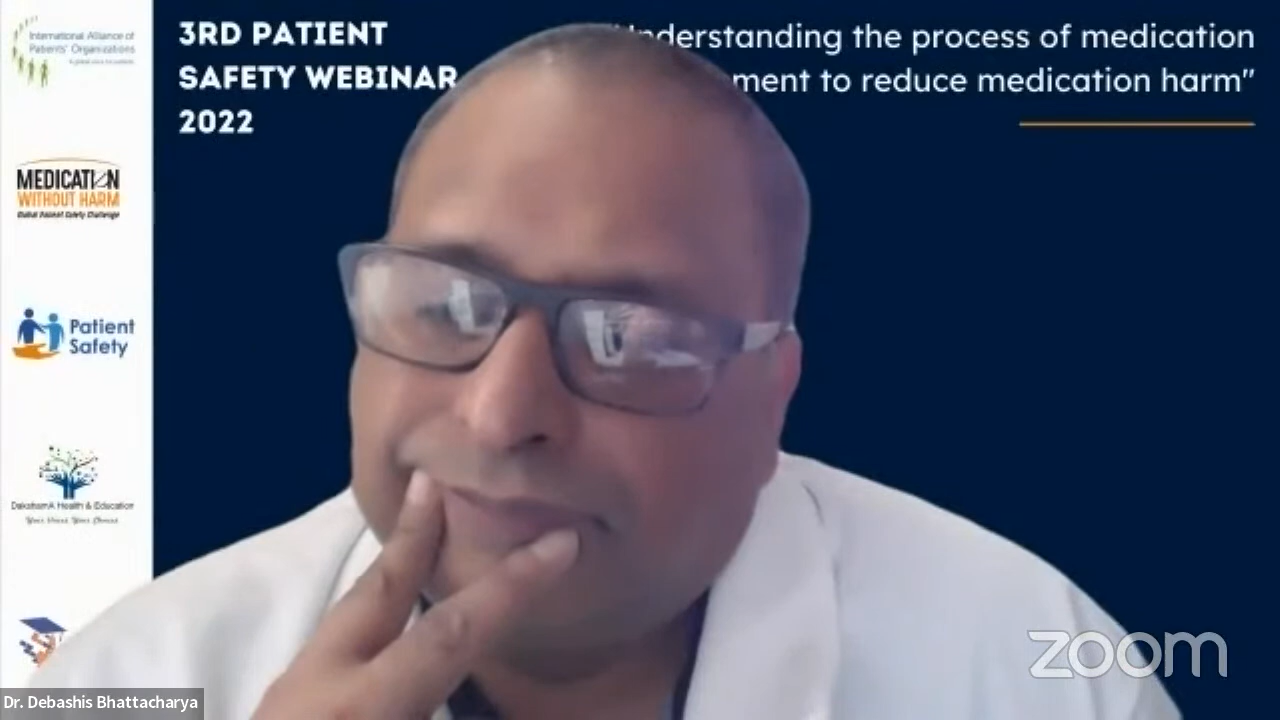 International Alliance of
Patients' Organizations
MEDICATION
WITHOUT HARM
Global Patient Safety Challenge
Patient
Safety
DakshamA Health & Education
3RD PATIENT
SAFETY WEBINAR
2022
"Understanding the process of medication
ment to reduce medication harm"
zoom
Dr. Debashis Bhattacharya